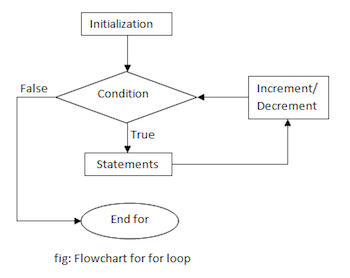 Initialization
False
Condition
Increment/
Decrement
True
Statements
End for
fig: Flowchart for for loop